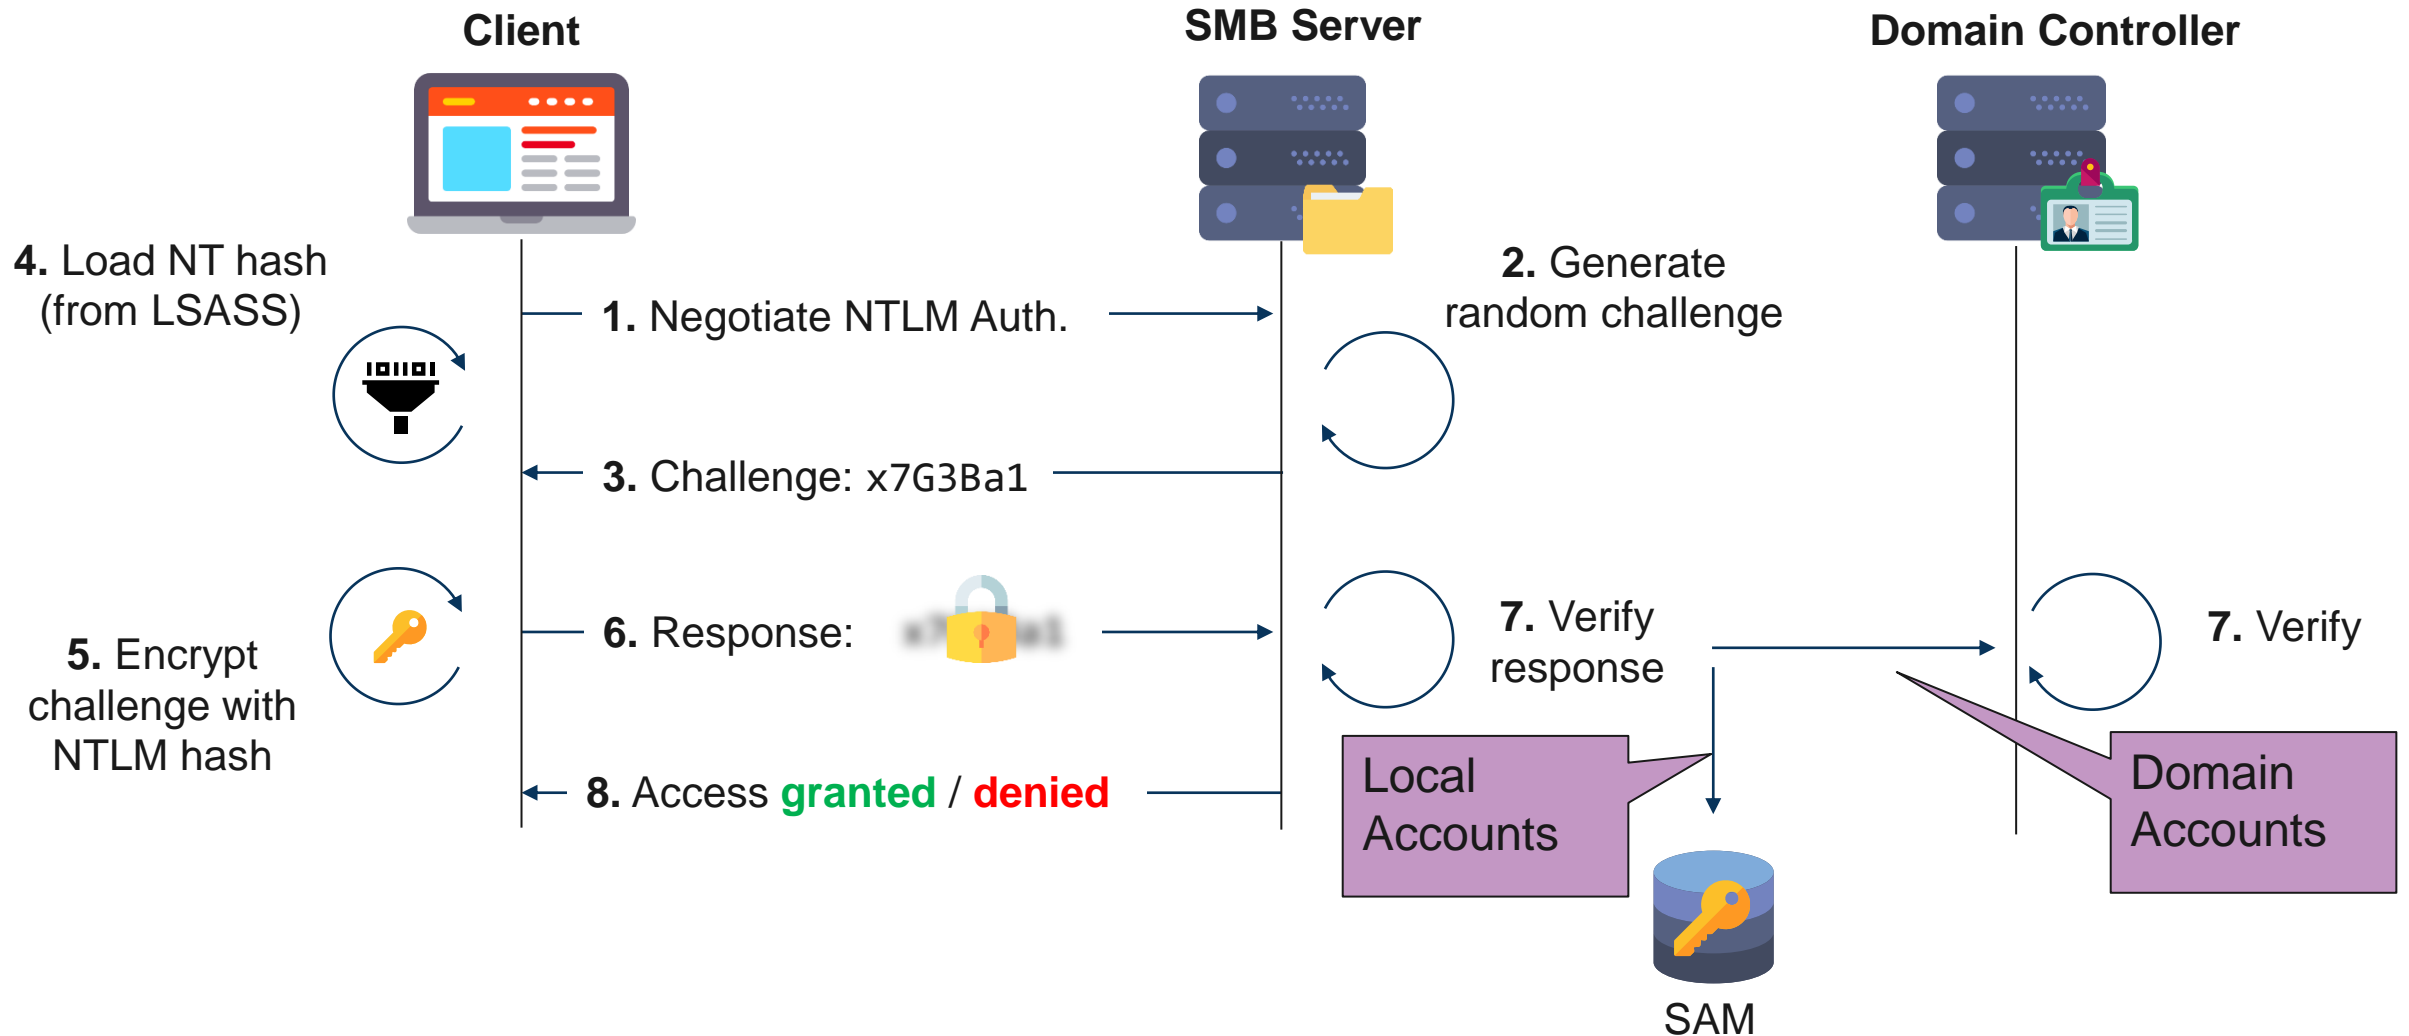 Client
SMB Server
Domain Controller
4. Load NT hash
(from LSASS)
1. Negotiate NTLM Auth.
2. Generate
random challenge
3. Challenge: x7G3Ba1
5. Encrypt
challenge with
NTLM hash
6. Response:
7. Verify
response
7. Verify
8. Access granted / denied
Local
Accounts
Domain
Accounts
SAM